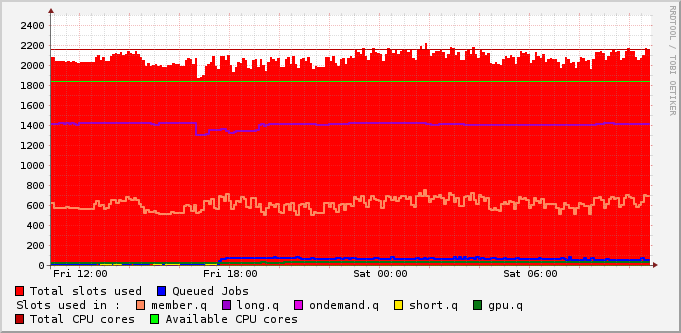 RRDTOOL / TOBI OETIKER
2400
2200
2000
1800
1600
1400
1200
1000
800
600
400
200
0
Fri 12:00 Fri 18:00 Sat 00:00 Sat 06:00
Total slots used Queued Jobs
Slots used in : member.q long.q ondemand.q short.q gpu.q
Total CPU cores Available CPU cores